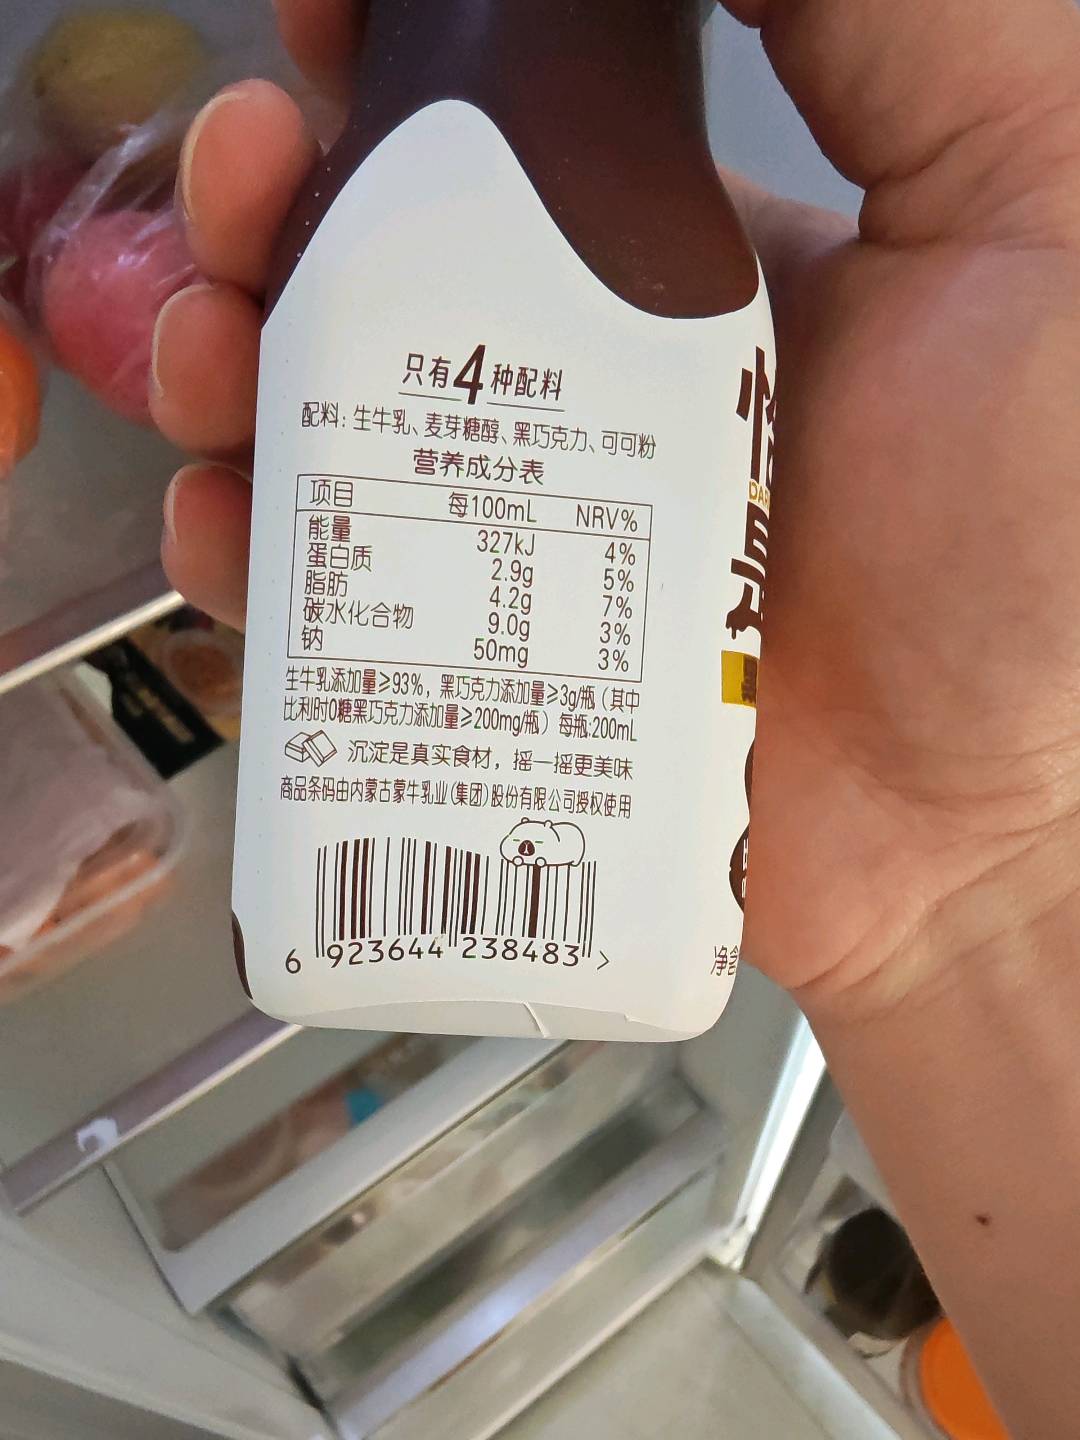 只有4种配料
配料：生牛乳、麦芽糖醇、黑巧克力、可可粉
营养成分表
项目 每100mL NRV%
能量 327kJ 4%
蛋白质 2.9g 5%
脂肪 4.2g 7%
碳水化合物 9.0g 3%
钠 50mg 3%
生牛乳添加量≥93%，黑巧克力添加量≥3g/瓶（其中
比利时0糖黑巧克力添加量≥200mg/瓶）每瓶:200mL
沉淀是真实食材，摇一摇更美味
商品条码由内蒙古蒙牛乳业（集团）股份有限公司授权使用
6 923644 238483 >
净含